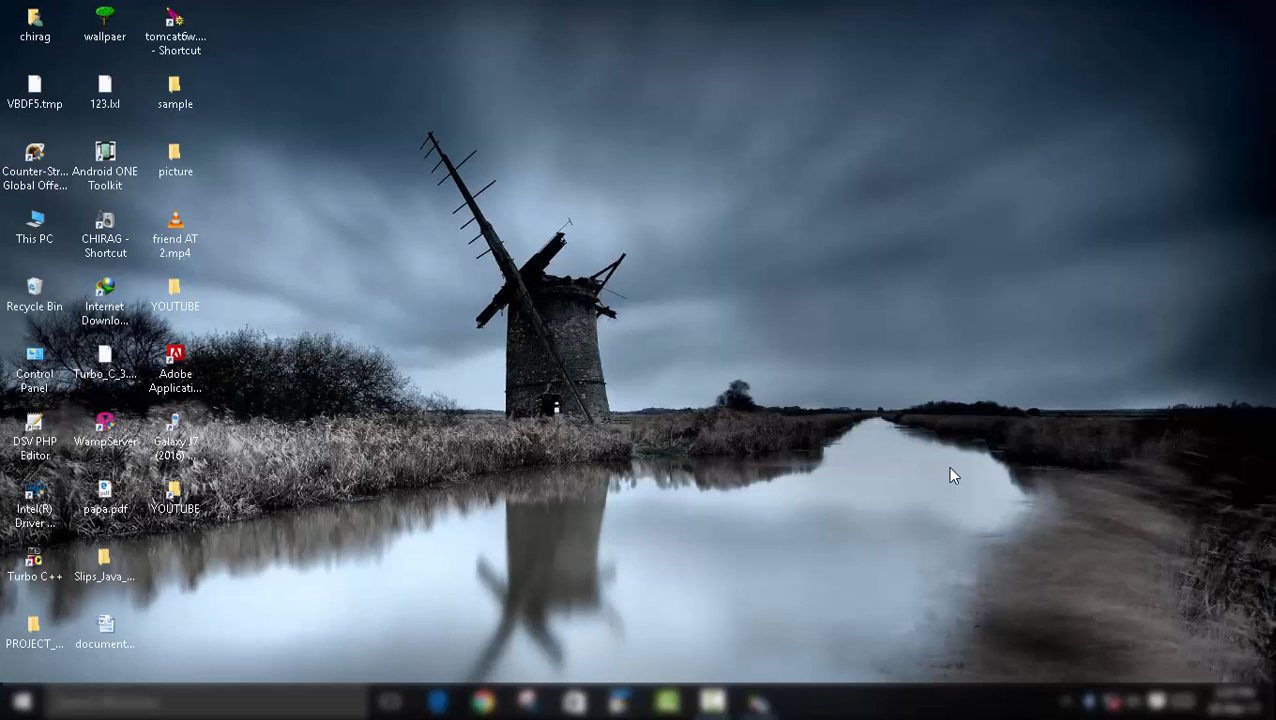 chirag
wallpaer
tomcat6w....
- Shortcut
VBDF5.tmp
123.lxl
sample
Counter-Str...
Global Offe...
Android ONE
Toolkit
picture
This PC
CHIRAG -
Shortcut
friend AT
2.mp4
Recycle Bin
Internet
Downlo...
YOUTUBE
Control
Panel
Turbo_C_3....
Adobe
Applicati...
DSV PHP
Editor
WampServer
Galaxy J7
(2016) ...
Intel(R)
Driver ...
papa.pdf
YOUTUBE
Turbo C++
Slips_Java_...
PROJECT_...
document...